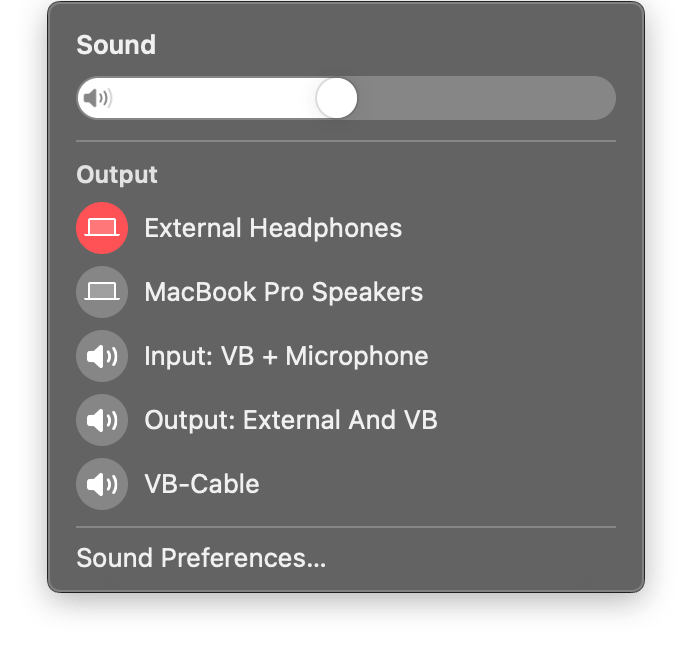 Sound
Output
External Headphones
MacBook Pro Speakers
Input: VB + Microphone
Output: External And VB
VB-Cable
Sound Preferences...